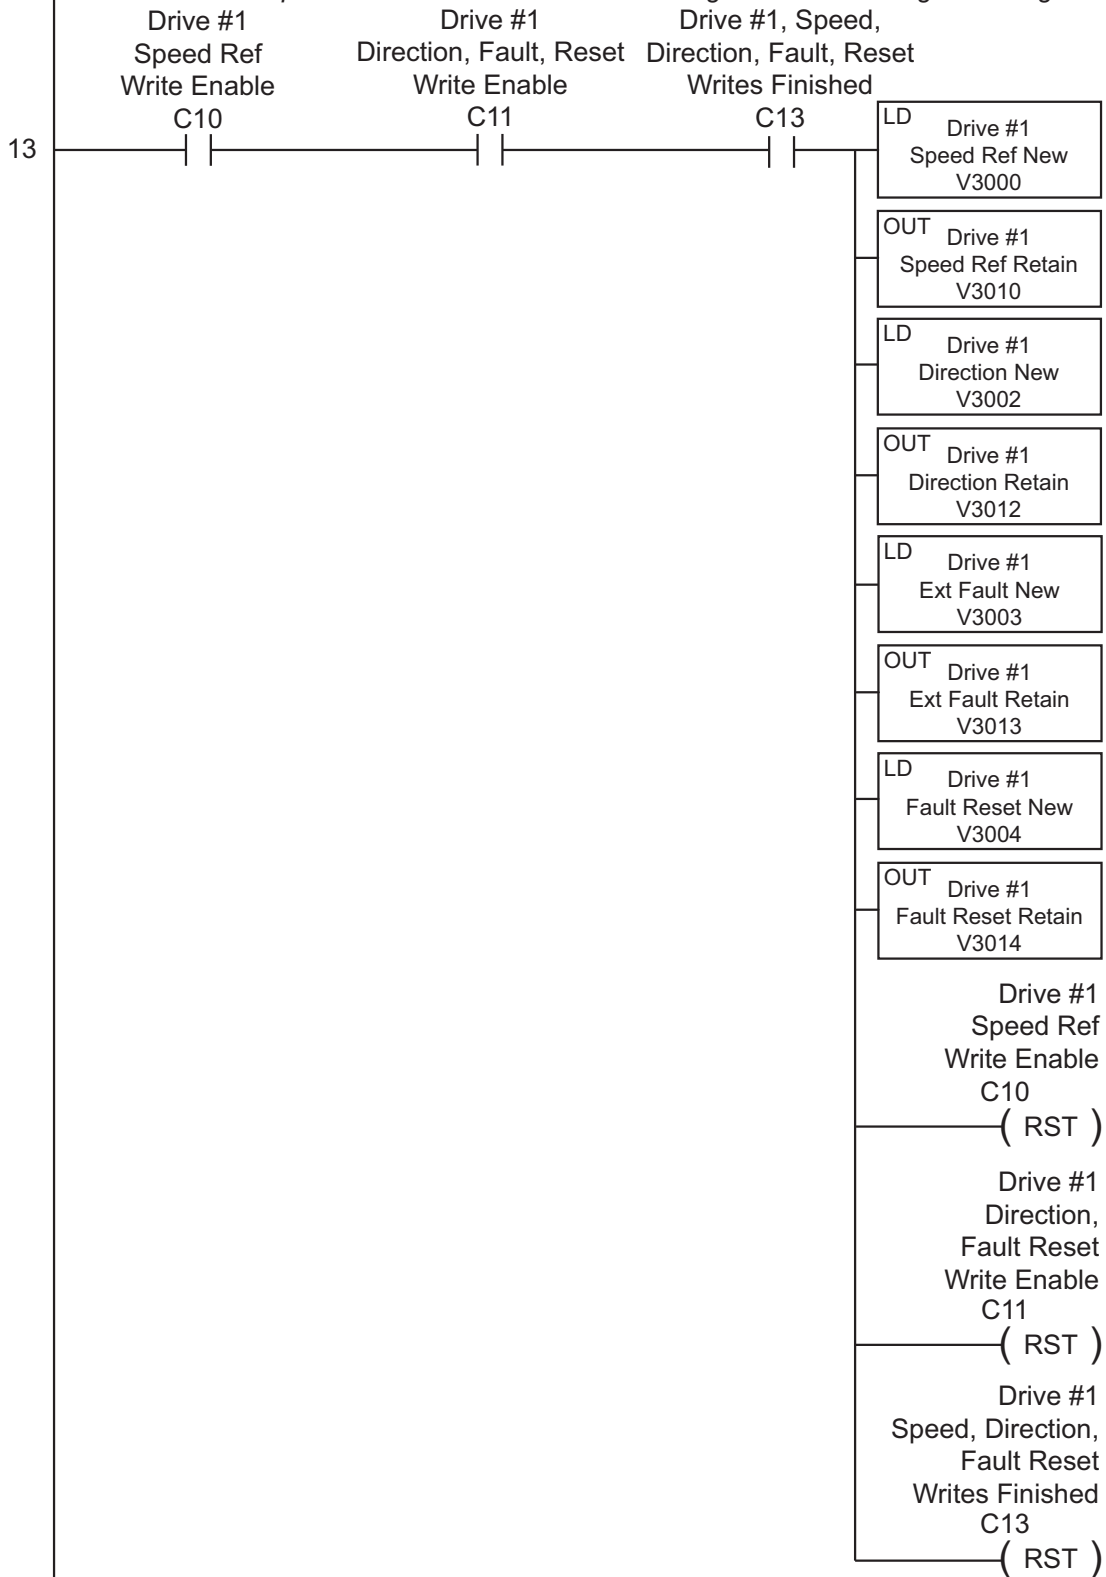 Drive #1
Speed Ref
Write Enable
C10
Drive #1
Direction, Fault, Reset
Write Enable
C11
Drive #1, Speed,
Direction, Fault, Reset
Writes Finished
C13
13
LD
Drive #1
Speed Ref New
V3000
OUT
Drive #1
Speed Ref Retain
V3010
LD
Drive #1
Direction New
V3002
OUT
Drive #1
Direction Retain
V3012
LD
Drive #1
Ext Fault New
V3003
OUT
Drive #1
Ext Fault Retain
V3013
LD
Drive #1
Fault Reset New
V3004
OUT
Drive #1
Fault Reset Retain
V3014
Drive #1
Speed Ref
Write Enable
C10
( RST )
Drive #1
Direction,
Fault Reset
Write Enable
C11
( RST )
Drive #1
Speed, Direction,
Fault Reset
Writes Finished
C13
( RST )